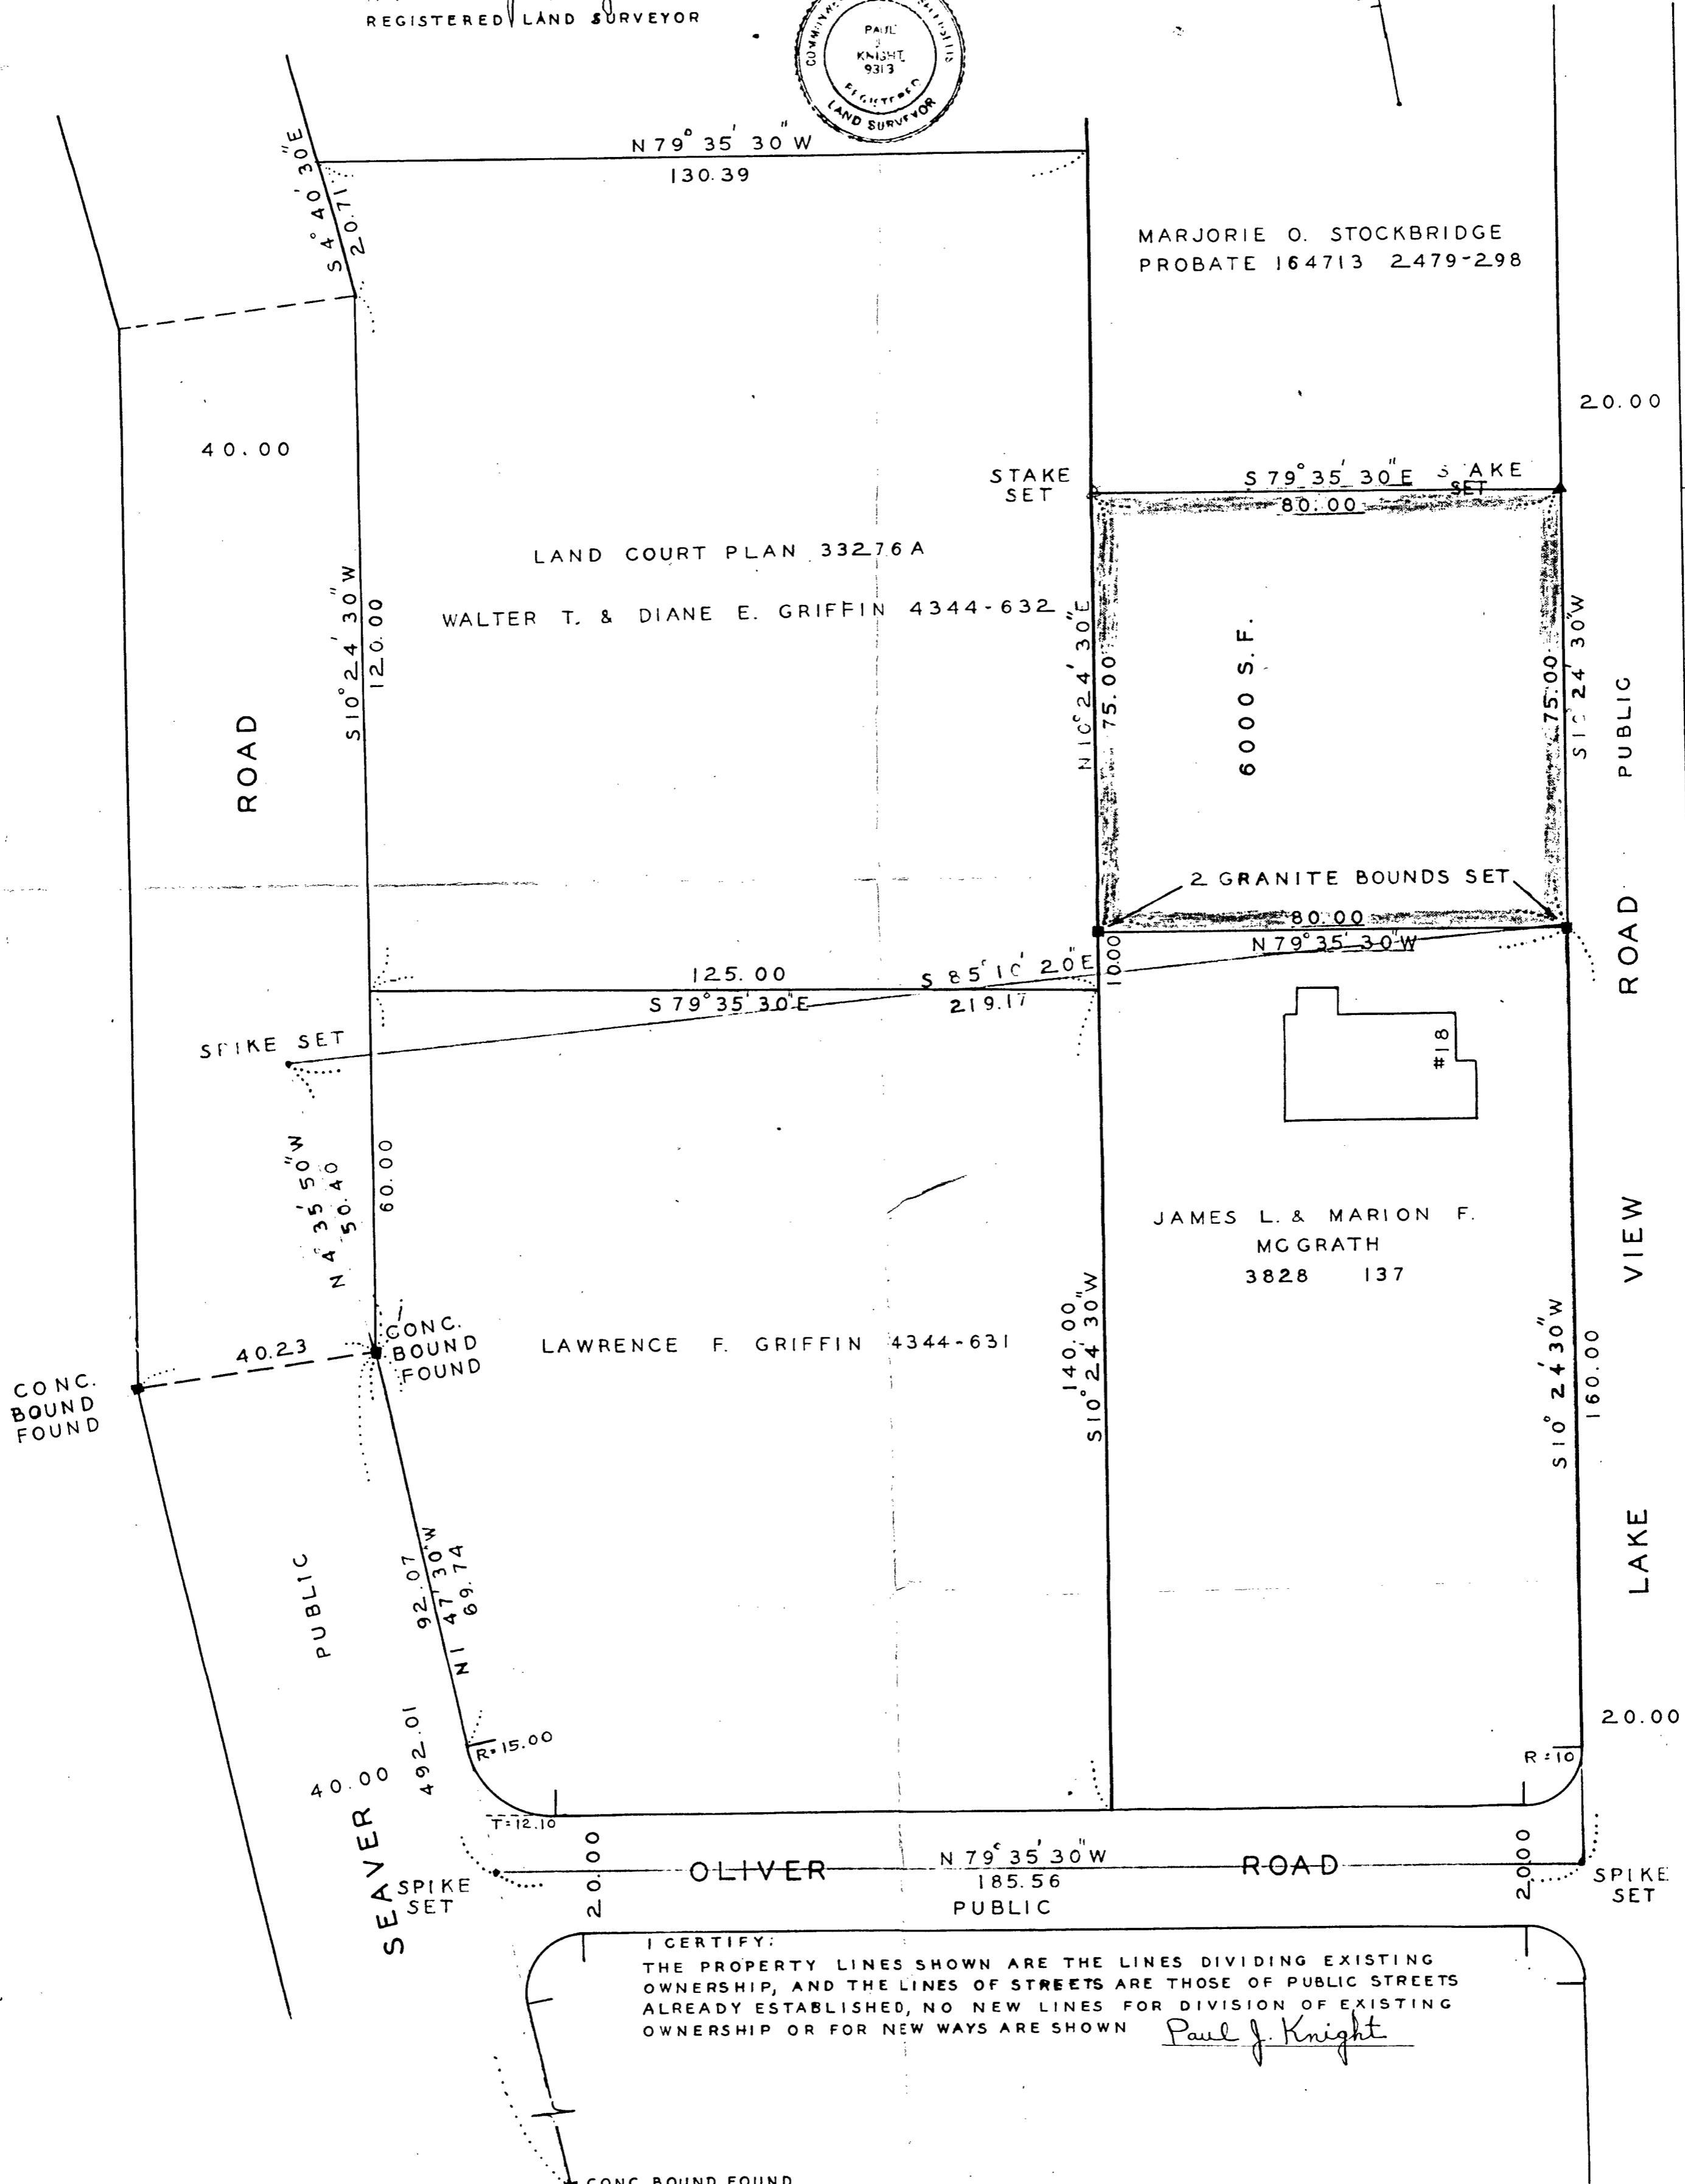 REGISTERED LAND SURVEYOR
PAUL
J
KNIGHT
9313
REGISTERED
LAND SURVEYOR
N 79° 35' 30" W
130.39
S 4° 40' 30" E
20.71
MARJORIE O. STOCKBRIDGE
PROBATE 164713 2479-298
20.00
40.00
STAKE
SET
S 79° 35' 30" E
80.00
SET
LAND COURT PLAN 33276A
WALTER T. & DIANE E. GRIFFIN 4344-632
S 10° 24' 30" W
120.00
N 10° 24' 30" E
75.00
6000 S.F.
75.00
S 10° 24' 30" W
PUBLIC
ROAD
2 GRANITE BOUNDS SET
80.00
N 79° 35' 30" W
ROAD
10.00
125.00
S 85° 10' 20" E
S 79° 35' 30" E
219.17
SPIKE SET
#18
N 4° 35' 50" W
50.40
60.00
JAMES L. & MARION F.
MCGRATH
3828 137
VIEW
CONC.
BOUND
FOUND
40.23
CONC.
BOUND
FOUND
LAWRENCE F. GRIFFIN 4344-631
140.00
S 10° 24' 30" W
S 10° 24' 30" W
160.00
LAKE
PUBLIC
92.07
N 1 47' 30" W
69.74
492.01
R=15.00
40.00
20.00
R=10
T=12.10
SEAVER
SPIKE
SET
20.00
OLIVER ROAD
N 79° 35' 30" W
185.56
PUBLIC
20.00
SPIKE
SET
I CERTIFY:
THE PROPERTY LINES SHOWN ARE THE LINES DIVIDING EXISTING
OWNERSHIP, AND THE LINES OF STREETS ARE THOSE OF PUBLIC STREETS
ALREADY ESTABLISHED, NO NEW LINES FOR DIVISION OF EXISTING
OWNERSHIP OR FOR NEW WAYS ARE SHOWN Paul J. Knight
CONC. BOUND FOUND